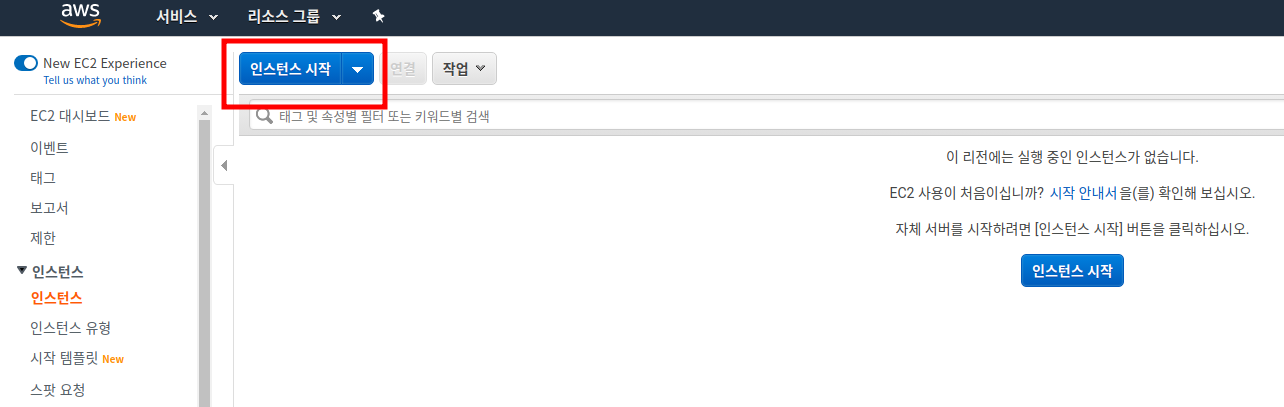 aws 서비스 리소스 그룹
New EC2 Experience
Tell us what you think
인스턴스 시작 연결 작업
태그 및 속성별 필터 또는 키워드별 검색
EC2 대시보드 New
이벤트
태그
보고서
제한
인스턴스
인스턴스
인스턴스 유형
시작 템플릿 New
스팟 요청
이 리전에는 실행 중인 인스턴스가 없습니다.
EC2 사용이 처음이십니까? 시작 안내서을(를) 확인해 보십시오.
자체 서버를 시작하려면 [인스턴스 시작] 버튼을 클릭하십시오.
인스턴스 시작